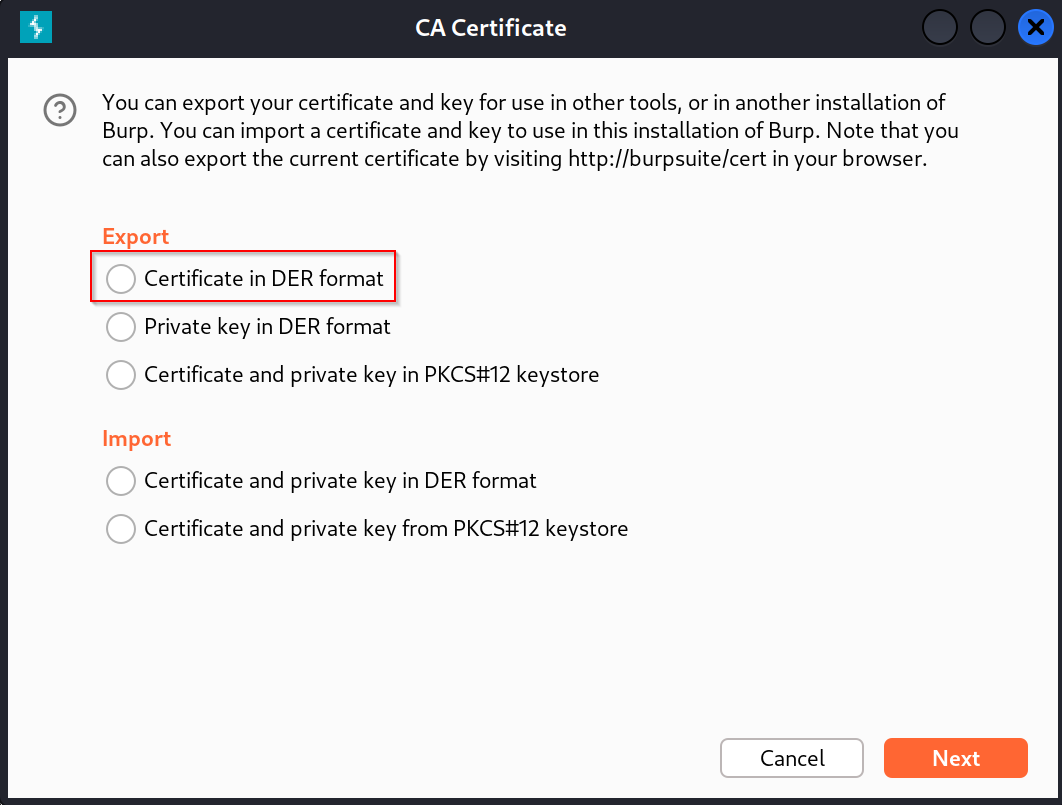 CA Certificate
You can export your certificate and key for use in other tools, or in another installation of
Burp. You can import a certificate and key to use in this installation of Burp. Note that you
can also export the current certificate by visiting http://burpsuite/cert in your browser.
Export
Certificate in DER format
Private key in DER format
Certificate and private key in PKCS#12 keystore
Import
Certificate and private key in DER format
Certificate and private key from PKCS#12 keystore
Cancel
Next